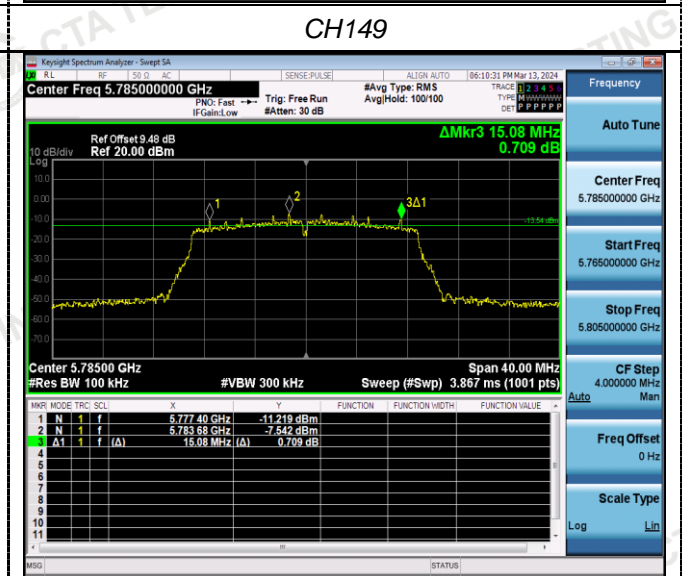 CTA TE
TING
CH149
Keysight Spectrum Analyzer - Swept SA
RL RF 50 Ω AC SENSE:PULSE ALIGN AUTO 06:10:31 PM Mar 13, 2024
Center Freq 5.785000000 GHz
PNO: Fast
IFGain:Low
Trig: Free Run
#Atten: 30 dB
#Avg Type: RMS
Avg|Hold: 100/100
TRACE 1 2 3 4 5 6
TYPE M WWWWW
DET P P P P P P
Frequency
Auto Tune
Center Freq
5.785000000 GHz
Start Freq
5.765000000 GHz
Stop Freq
5.805000000 GHz
CF Step
4.000000 MHz
Auto Man
Freq Offset
0 Hz
Scale Type
Log Lin
ΔMkr3 15.08 MHz
0.709 dB
Ref Offset 9.48 dB
10 dB/div Ref 20.00 dBm
Log
10.0
0.00
-10.0
-20.0
-30.0
-40.0
-50.0
-60.0
-70.0
1
2
3Δ1
-13.54 dBm
Center 5.78500 GHz Span 40.00 MHz
#Res BW 100 kHz #VBW 300 kHz Sweep (#Swp) 3.867 ms (1001 pts)
MKR MODE TRC SCL X Y FUNCTION FUNCTION WIDTH FUNCTION VALUE
1 N 1 f 5.777 40 GHz -11.219 dBm
2 N 1 f 5.783 68 GHz -7.542 dBm
3 Δ1 1 f (Δ) 15.08 MHz (Δ) 0.709 dB
4
5
6
7
8
9
10
11
MSG STATUS